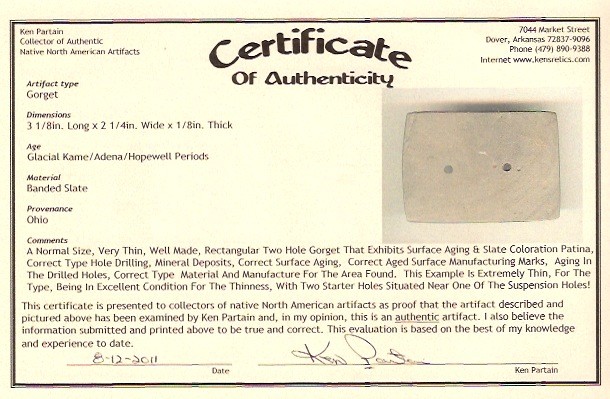 Ken Partain
Collector of Authentic
Native North American Artifacts
Certificate
Of Authenticity
7044 Market Street
Dover, Arkansas 72837-9096
Phone (479) 890-9388
Internet www.kensrelics.com
Artifact type
Gorget
Dimensions
3 1/8in. Long x 2 1/4in. Wide x 1/8in. Thick
Age
Glacial Kame/Adena/Hopewell Periods
Material
Banded Slate
Provenance
Ohio
Comments
A Normal Size, Very Thin, Well Made, Rectangular Two Hole Gorget That Exhibits Surface Aging & Slate Coloration Patina,
Correct Type Hole Drilling, Mineral Deposits, Correct Surface Aging, Correct Aged Surface Manufacturing Marks, Aging In
The Drilled Holes, Correct Type Material And Manufacture For The Area Found. This Example Is Extremely Thin, For The
Type, Being In Excellent Condition For The Thinness, With Two Starter Holes Situated Near One Of The Suspension Holes!
This certificate is presented to collectors of native North American artifacts as proof that the artifact described and
pictured above has been examined by Ken Partain and, in my opinion, this is an authentic artifact. I also believe the
information submitted and printed above to be true and correct. This evaluation is based on the best of my knowledge
and experience to date.
8-12-2011 Ken Partain
Date Ken Partain